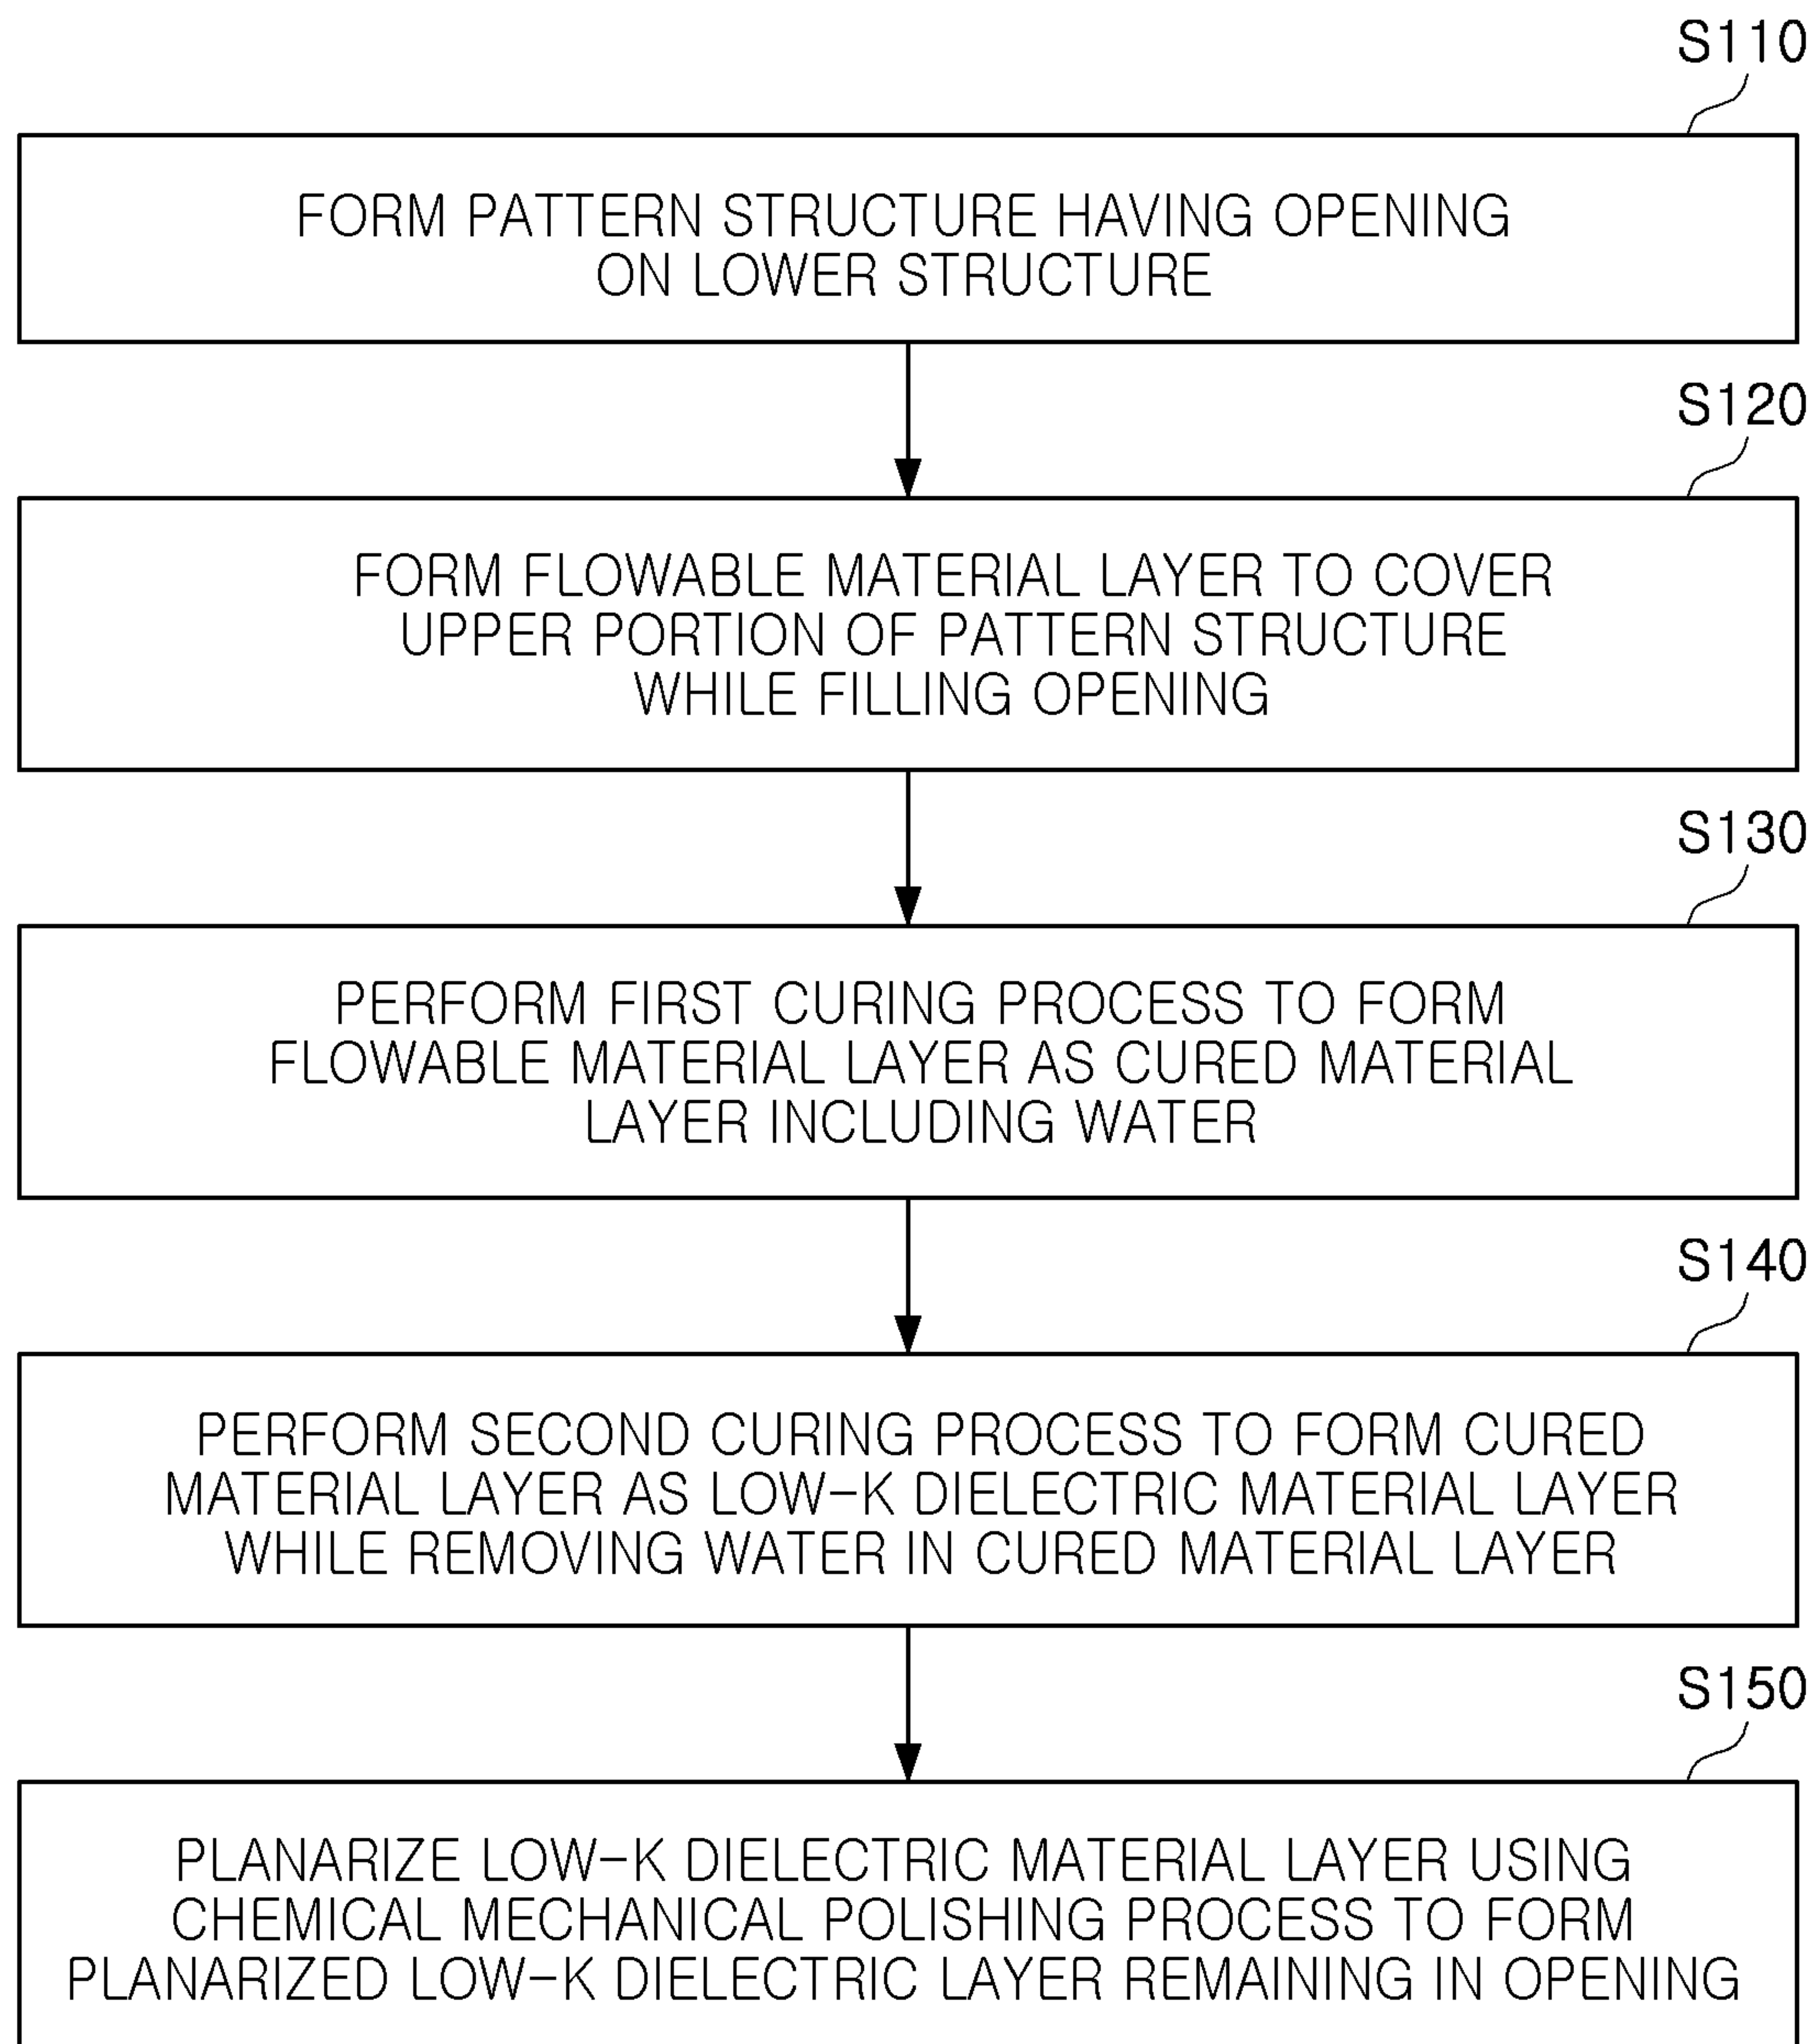 S110
FORM PATTERN STRUCTURE HAVING OPENING
ON LOWER STRUCTURE
S120
FORM FLOWABLE MATERIAL LAYER TO COVER
UPPER PORTION OF PATTERN STRUCTURE
WHILE FILLING OPENING
S130
PERFORM FIRST CURING PROCESS TO FORM
FLOWABLE MATERIAL LAYER AS CURED MATERIAL
LAYER INCLUDING WATER
S140
PERFORM SECOND CURING PROCESS TO FORM CURED
MATERIAL LAYER AS LOW-K DIELECTRIC MATERIAL LAYER
WHILE REMOVING WATER IN CURED MATERIAL LAYER
S150
PLANARIZE LOW-K DIELECTRIC MATERIAL LAYER USING
CHEMICAL MECHANICAL POLISHING PROCESS TO FORM
PLANARIZED LOW-K DIELECTRIC LAYER REMAINING IN OPENING